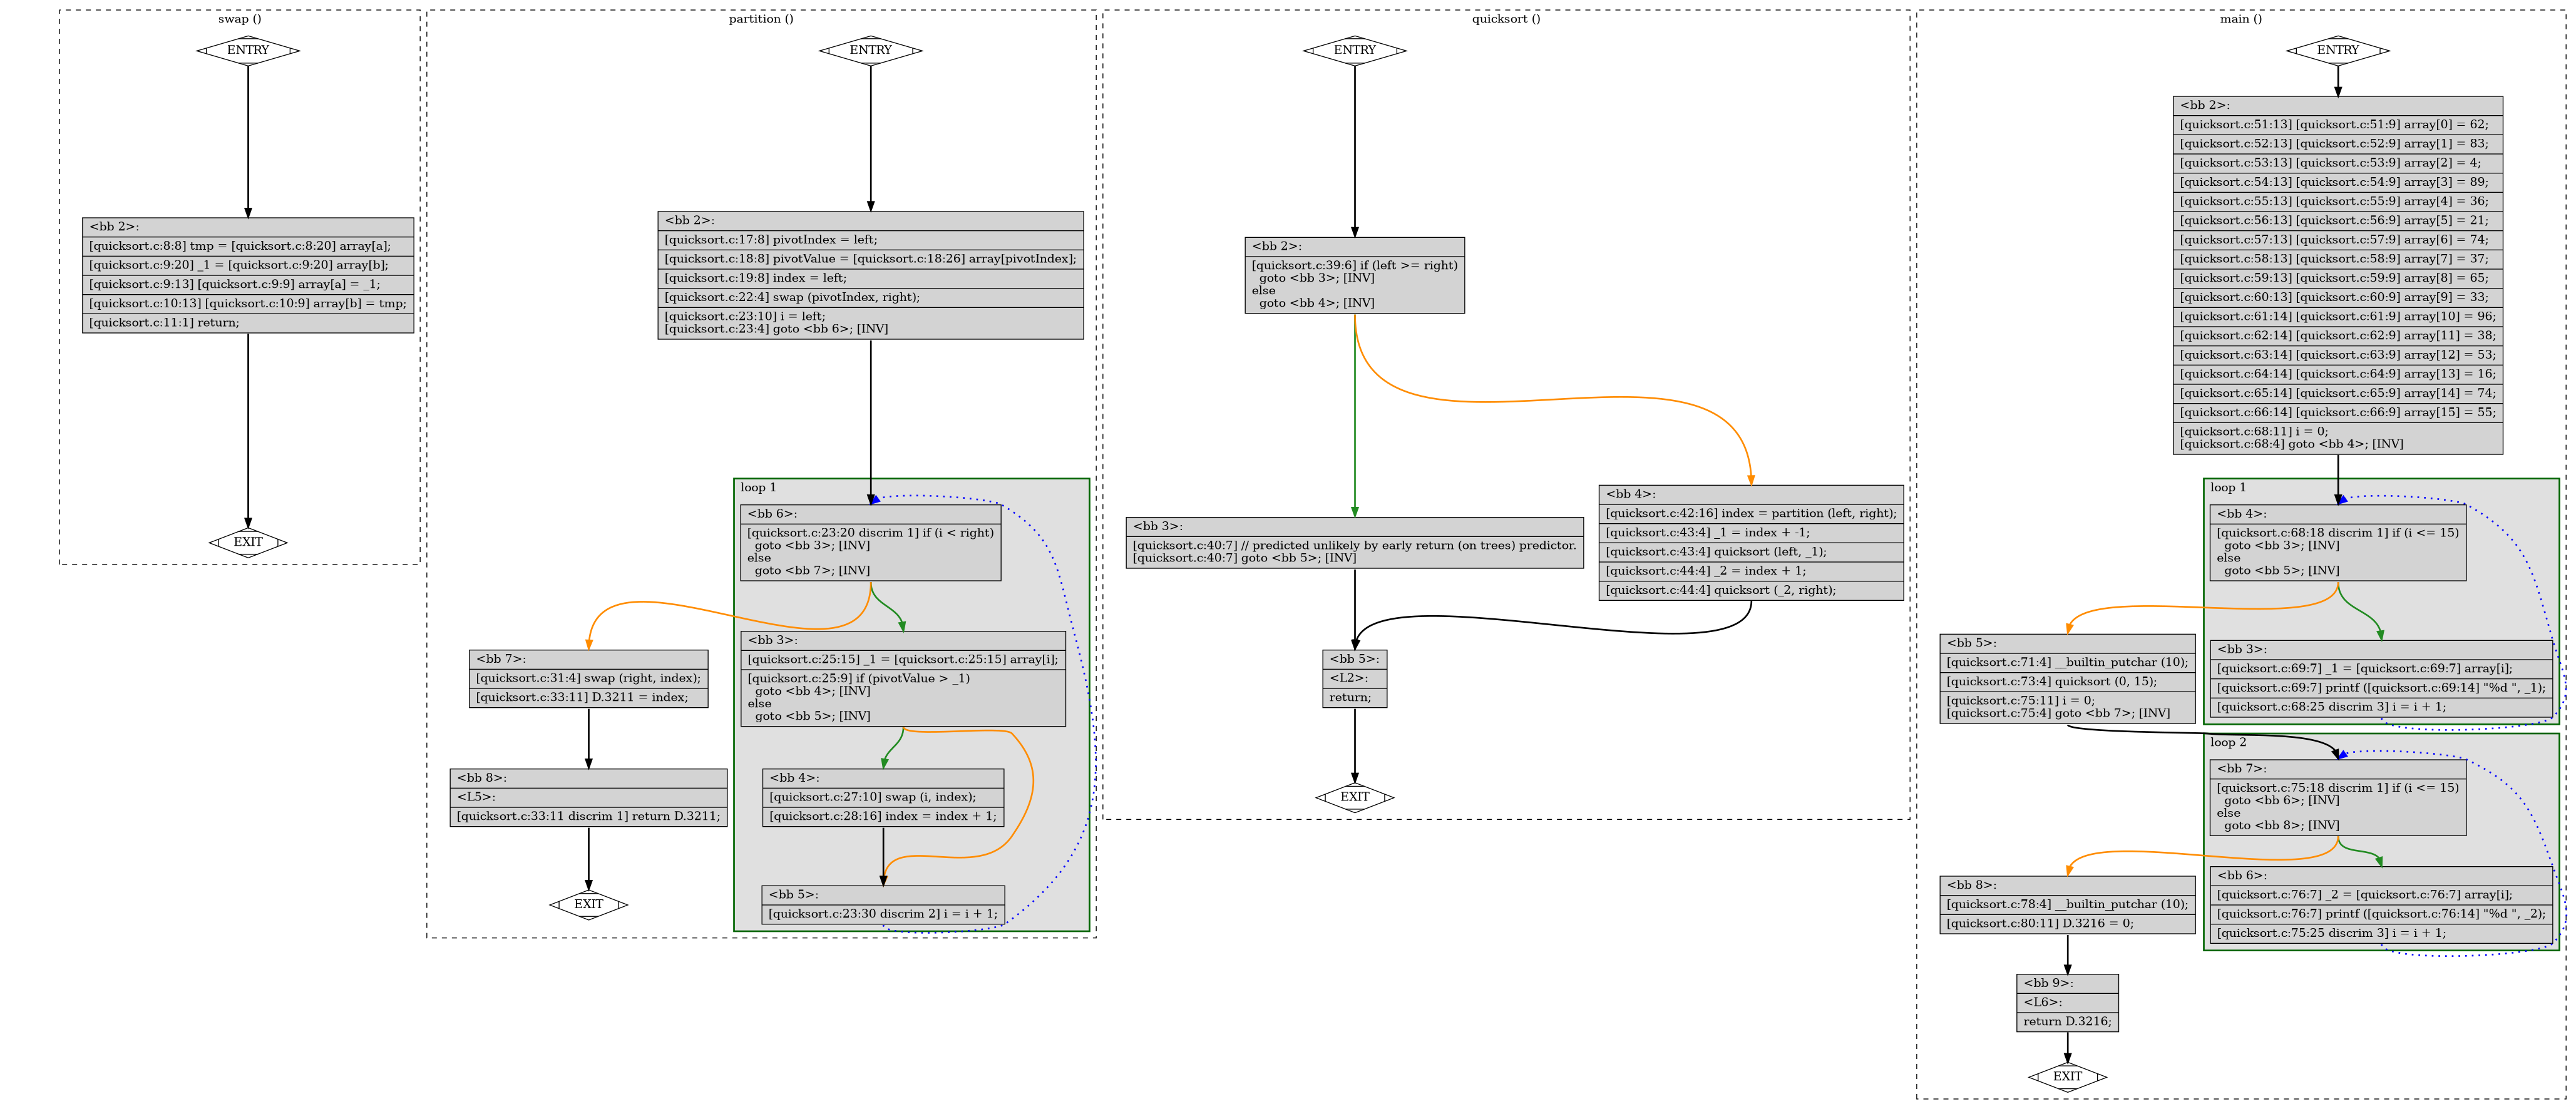 swap ()
ENTRY
<bb 2>:
[quicksort.c:8:8] tmp = [quicksort.c:8:20] array[a];
[quicksort.c:9:20] _1 = [quicksort.c:9:20] array[b];
[quicksort.c:9:13] [quicksort.c:9:9] array[a] = _1;
[quicksort.c:10:13] [quicksort.c:10:9] array[b] = tmp;
[quicksort.c:11:1] return;
EXIT
partition ()
ENTRY
<bb 2>:
[quicksort.c:17:8] pivotIndex = left;
[quicksort.c:18:8] pivotValue = [quicksort.c:18:26] array[pivotIndex];
[quicksort.c:19:8] index = left;
[quicksort.c:22:4] swap (pivotIndex, right);
[quicksort.c:23:10] i = left;
[quicksort.c:23:4] goto <bb 6>; [INV]
loop 1
<bb 6>:
[quicksort.c:23:20 discrim 1] if (i < right)
goto <bb 3>; [INV]
else
goto <bb 7>; [INV]
<bb 3>:
[quicksort.c:25:15] _1 = [quicksort.c:25:15] array[i];
[quicksort.c:25:9] if (pivotValue > _1)
goto <bb 4>; [INV]
else
goto <bb 5>; [INV]
<bb 4>:
[quicksort.c:27:10] swap (i, index);
[quicksort.c:28:16] index = index + 1;
<bb 5>:
[quicksort.c:23:30 discrim 2] i = i + 1;
<bb 7>:
[quicksort.c:31:4] swap (right, index);
[quicksort.c:33:11] D.3211 = index;
<bb 8>:
<L5>:
[quicksort.c:33:11 discrim 1] return D.3211;
EXIT
quicksort ()
ENTRY
<bb 2>:
[quicksort.c:39:6] if (left >= right)
goto <bb 3>; [INV]
else
goto <bb 4>; [INV]
<bb 3>:
[quicksort.c:40:7] // predicted unlikely by early return (on trees) predictor.
[quicksort.c:40:7] goto <bb 5>; [INV]
<bb 4>:
[quicksort.c:42:16] index = partition (left, right);
[quicksort.c:43:4] _1 = index + -1;
[quicksort.c:43:4] quicksort (left, _1);
[quicksort.c:44:4] _2 = index + 1;
[quicksort.c:44:4] quicksort (_2, right);
<bb 5>:
<L2>:
return;
EXIT
main ()
ENTRY
<bb 2>:
[quicksort.c:51:13] [quicksort.c:51:9] array[0] = 62;
[quicksort.c:52:13] [quicksort.c:52:9] array[1] = 83;
[quicksort.c:53:13] [quicksort.c:53:9] array[2] = 4;
[quicksort.c:54:13] [quicksort.c:54:9] array[3] = 89;
[quicksort.c:55:13] [quicksort.c:55:9] array[4] = 36;
[quicksort.c:56:13] [quicksort.c:56:9] array[5] = 21;
[quicksort.c:57:13] [quicksort.c:57:9] array[6] = 74;
[quicksort.c:58:13] [quicksort.c:58:9] array[7] = 37;
[quicksort.c:59:13] [quicksort.c:59:9] array[8] = 65;
[quicksort.c:60:13] [quicksort.c:60:9] array[9] = 33;
[quicksort.c:61:14] [quicksort.c:61:9] array[10] = 96;
[quicksort.c:62:14] [quicksort.c:62:9] array[11] = 38;
[quicksort.c:63:14] [quicksort.c:63:9] array[12] = 53;
[quicksort.c:64:14] [quicksort.c:64:9] array[13] = 16;
[quicksort.c:65:14] [quicksort.c:65:9] array[14] = 74;
[quicksort.c:66:14] [quicksort.c:66:9] array[15] = 55;
[quicksort.c:68:11] i = 0;
[quicksort.c:68:4] goto <bb 4>; [INV]
loop 1
<bb 4>:
[quicksort.c:68:18 discrim 1] if (i <= 15)
goto <bb 3>; [INV]
else
goto <bb 5>; [INV]
<bb 3>:
[quicksort.c:69:7] _1 = [quicksort.c:69:7] array[i];
[quicksort.c:69:7] printf ([quicksort.c:69:14] "%d ", _1);
[quicksort.c:68:25 discrim 3] i = i + 1;
<bb 5>:
[quicksort.c:71:4] __builtin_putchar (10);
[quicksort.c:73:4] quicksort (0, 15);
[quicksort.c:75:11] i = 0;
[quicksort.c:75:4] goto <bb 7>; [INV]
loop 2
<bb 7>:
[quicksort.c:75:18 discrim 1] if (i <= 15)
goto <bb 6>; [INV]
else
goto <bb 8>; [INV]
<bb 6>:
[quicksort.c:76:7] _2 = [quicksort.c:76:7] array[i];
[quicksort.c:76:7] printf ([quicksort.c:76:14] "%d ", _2);
[quicksort.c:75:25 discrim 3] i = i + 1;
<bb 8>:
[quicksort.c:78:4] __builtin_putchar (10);
[quicksort.c:80:11] D.3216 = 0;
<bb 9>:
<L6>:
return D.3216;
EXIT